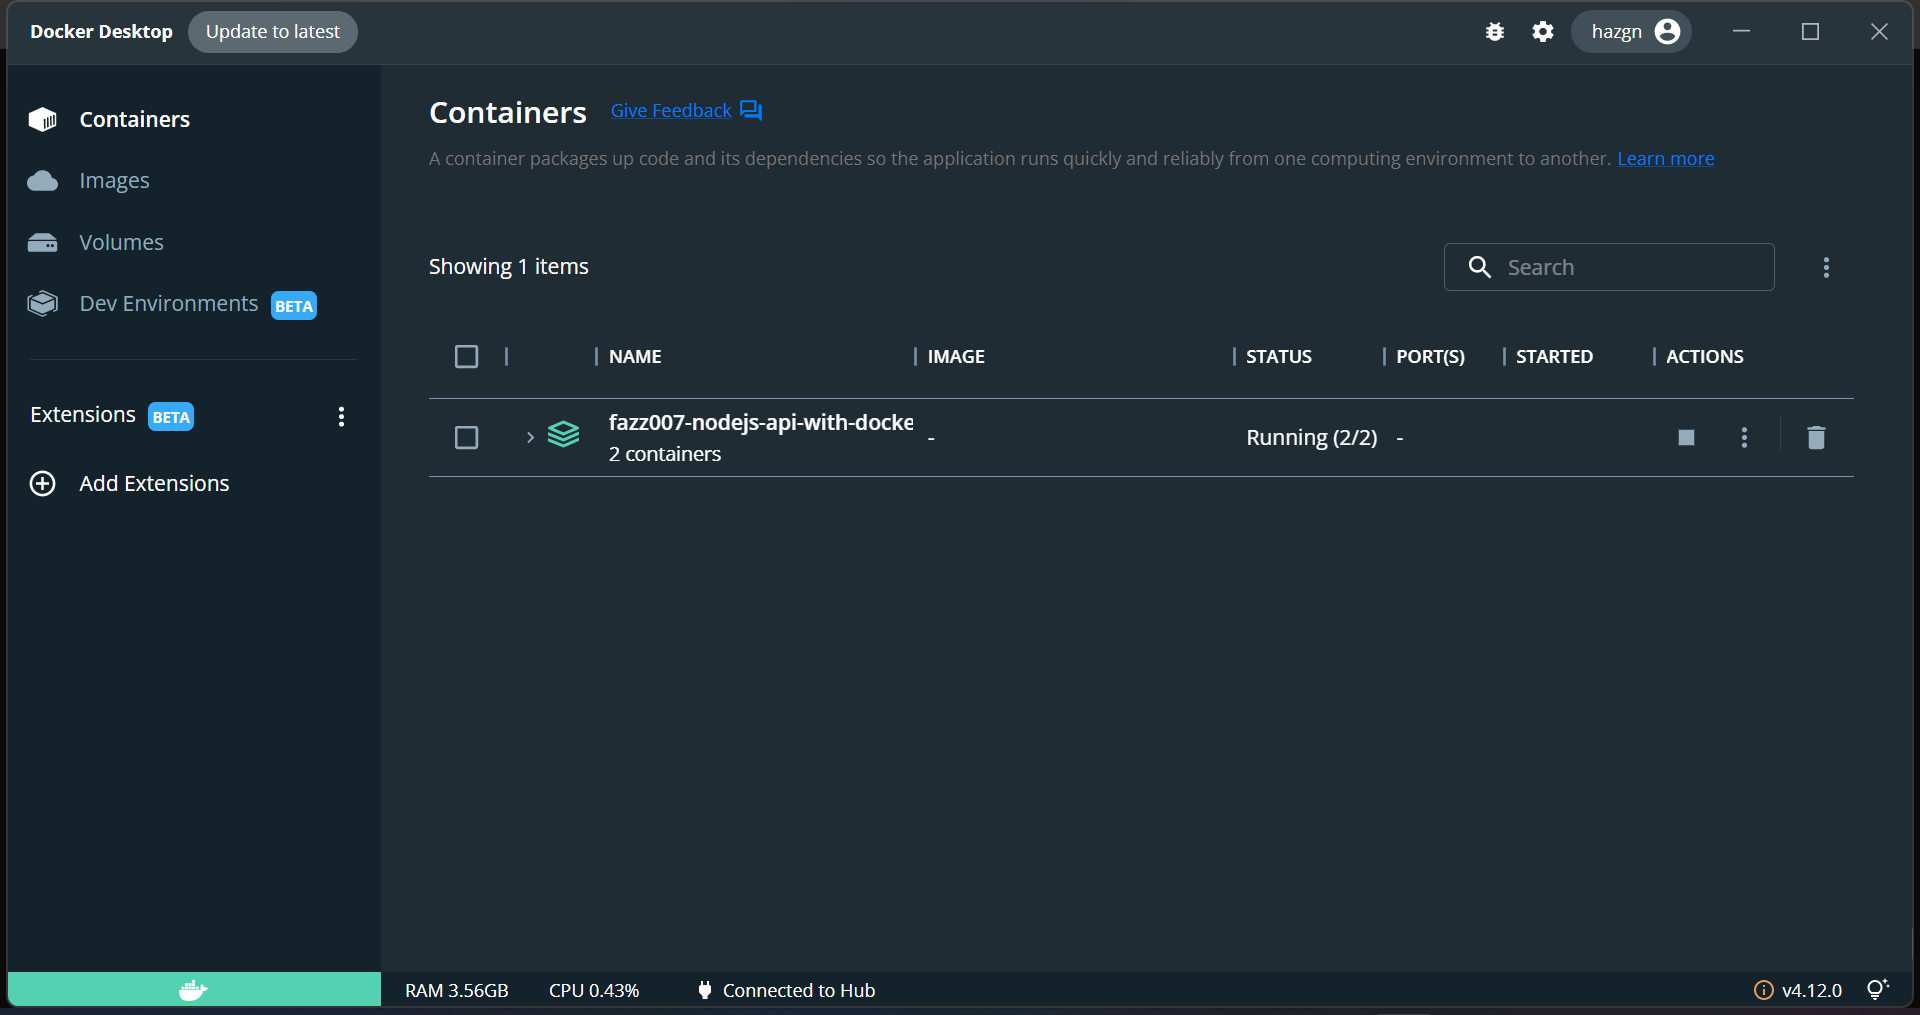 Docker Desktop Update to latest hazgn
Containers
Images
Volumes
Dev Environments BETA
Extensions BETA
Add Extensions
Containers Give Feedback
A container packages up code and its dependencies so the application runs quickly and reliably from one computing environment to another. Learn more
Showing 1 items Search
NAME IMAGE STATUS PORT(S) STARTED ACTIONS
fazz007-nodejs-api-with-docke - Running (2/2) -
2 containers
RAM 3.56GB CPU 0.43% Connected to Hub v4.12.0